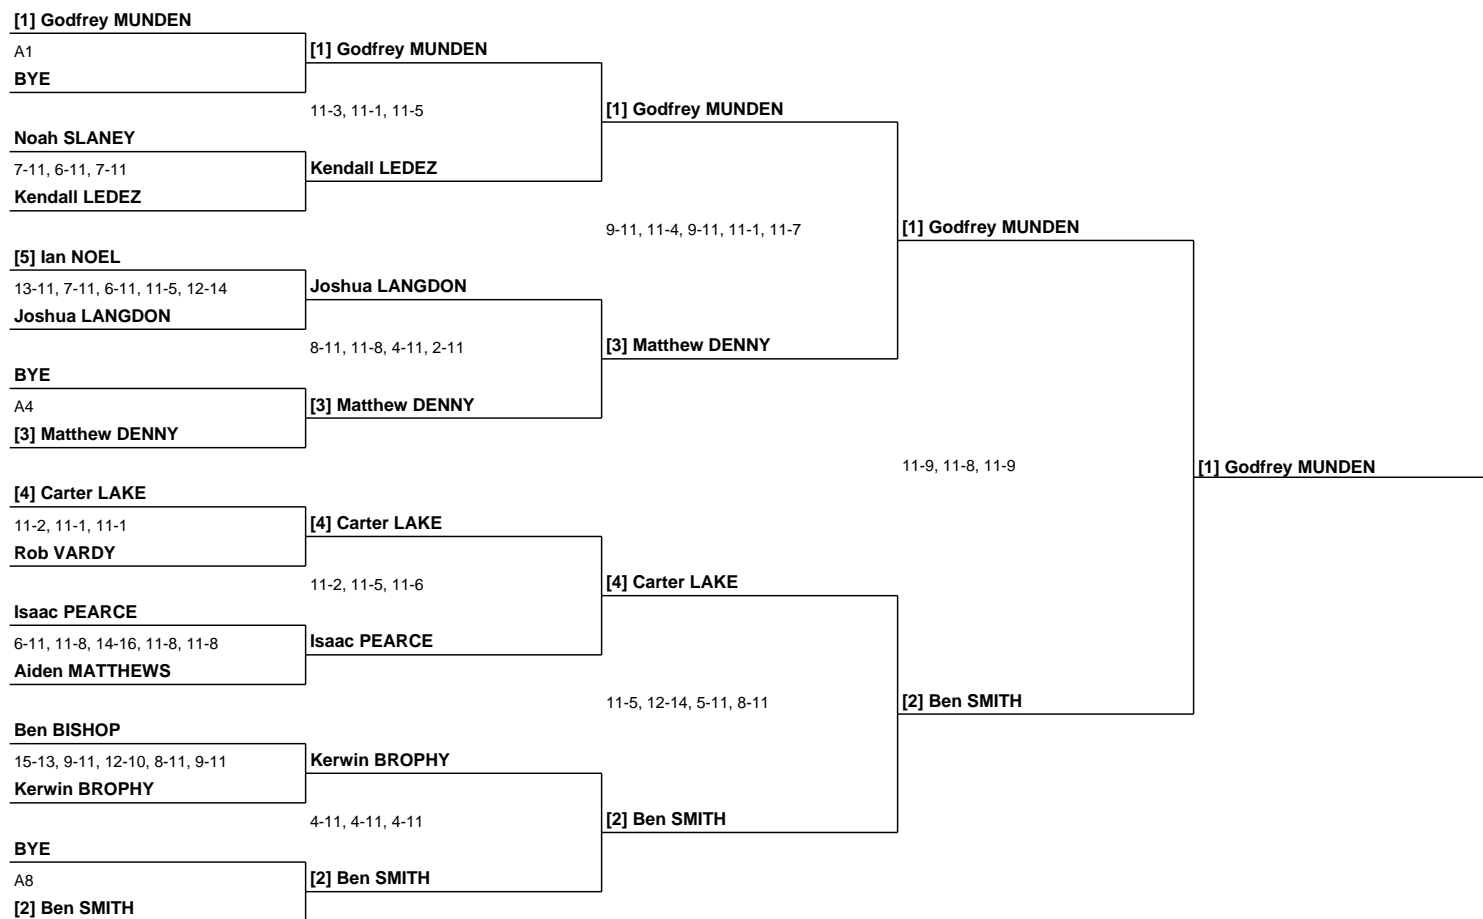 [1] Godfrey MUNDEN
A1
BYE
Noah SLANEY
7-11, 6-11, 7-11
Kendall LEDEZ
[5] Ian NOEL
13-11, 7-11, 6-11, 11-5, 12-14
Joshua LANGDON
BYE
A4
[3] Matthew DENNY
[4] Carter LAKE
11-2, 11-1, 11-1
Rob VARDY
Isaac PEARCE
6-11, 11-8, 14-16, 11-8, 11-8
Aiden MATTHEWS
Ben BISHOP
15-13, 9-11, 12-10, 8-11, 9-11
Kerwin BROPHY
BYE
A8
[2] Ben SMITH
[1] Godfrey MUNDEN
11-3, 11-1, 11-5
Kendall LEDEZ
Joshua LANGDON
8-11, 11-8, 4-11, 2-11
[3] Matthew DENNY
[4] Carter LAKE
11-2, 11-5, 11-6
Isaac PEARCE
Kerwin BROPHY
4-11, 4-11, 4-11
[2] Ben SMITH
[1] Godfrey MUNDEN
9-11, 11-4, 9-11, 11-1, 11-7
[3] Matthew DENNY
[4] Carter LAKE
11-5, 12-14, 5-11, 8-11
[2] Ben SMITH
[1] Godfrey MUNDEN
11-9, 11-8, 11-9
[2] Ben SMITH
[1] Godfrey MUNDEN